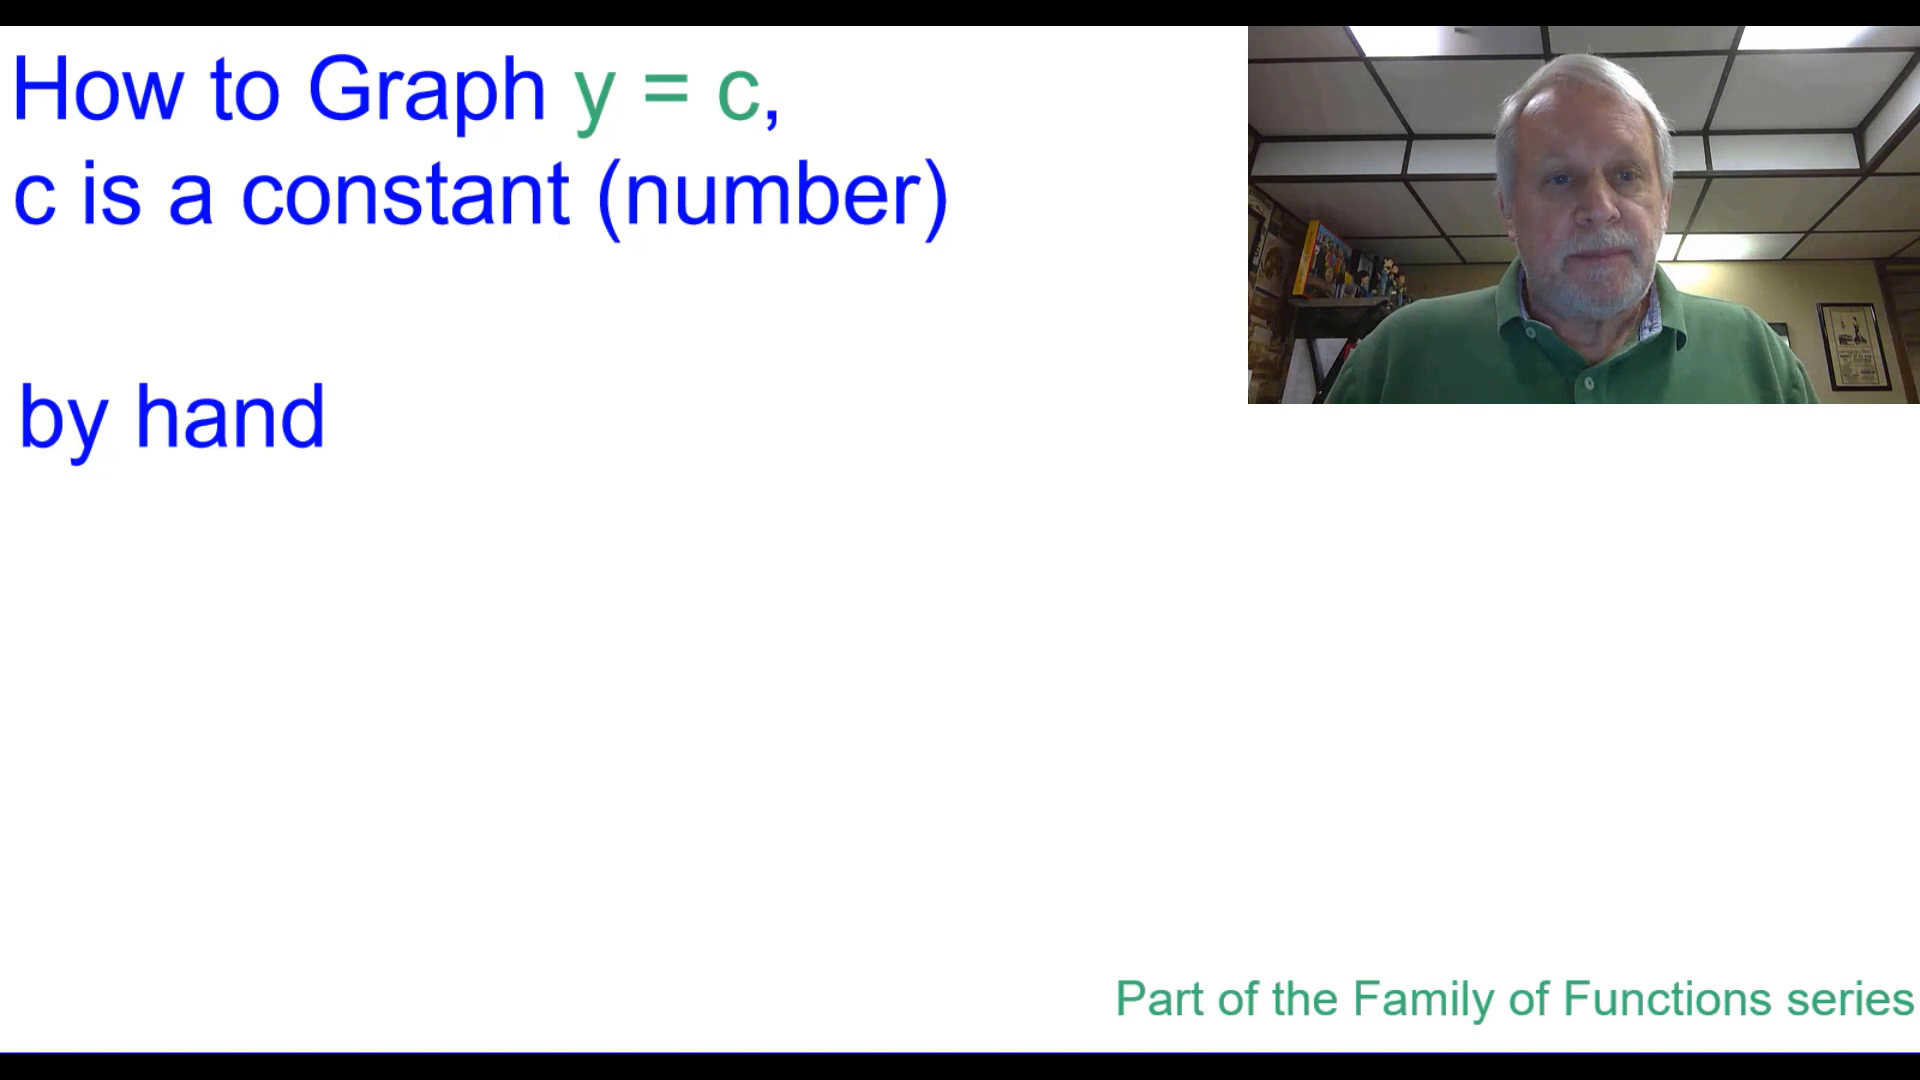 How to Graph y = c,
c is a constant (number)
by hand
Part of the Family of Functions series